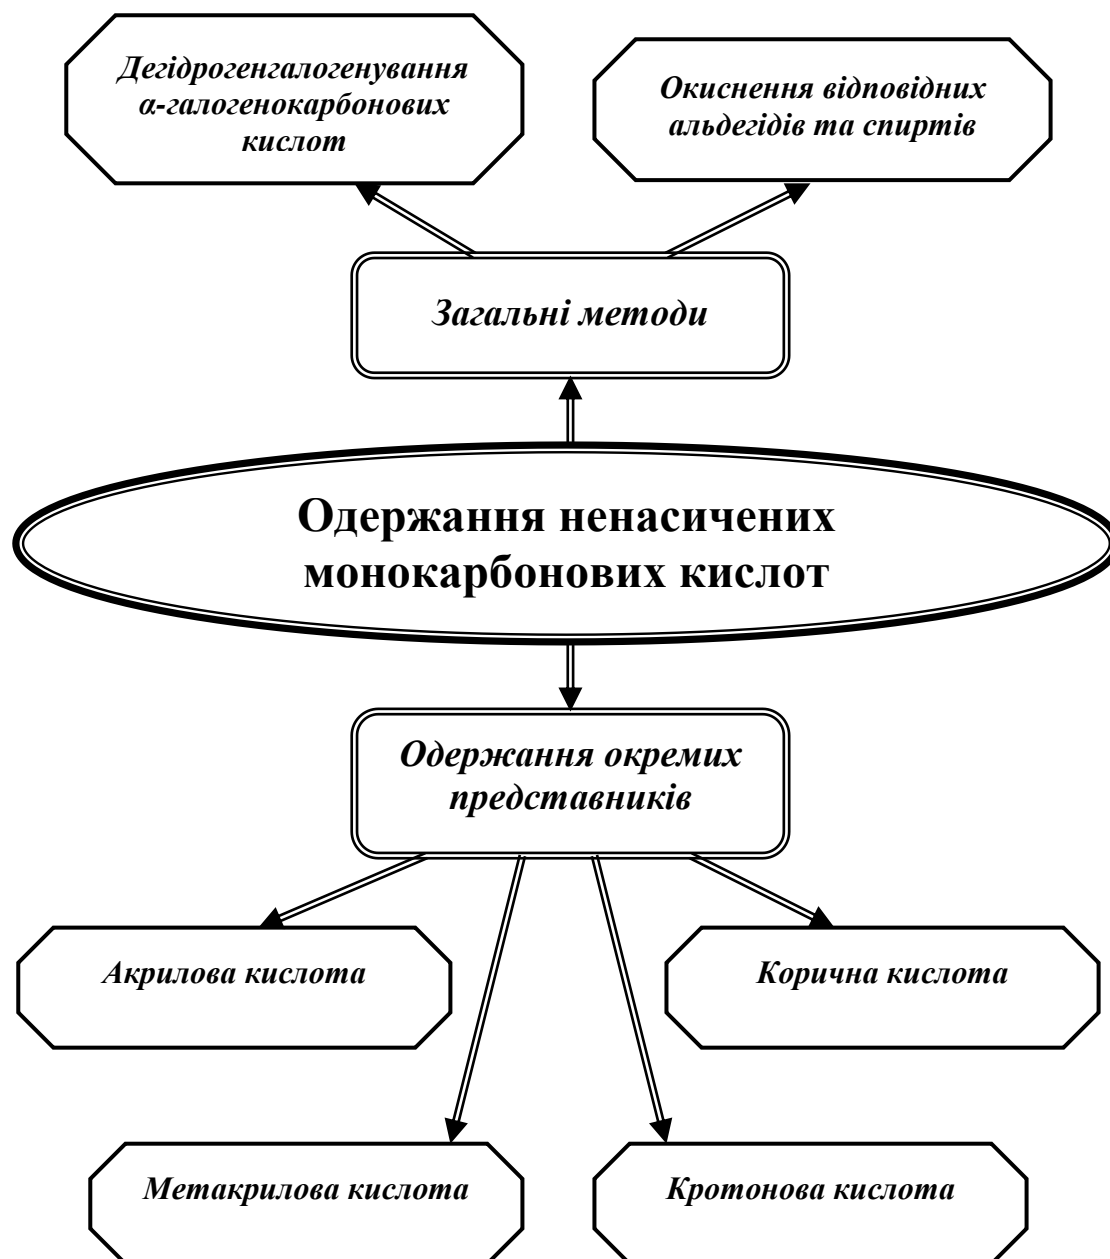 Дегідрогенгалогенування
α-галогенокарбонових
кислот
Окиснення відповідних
альдегідів та спиртів
Загальні методи
Одержання ненасичених
монокарбонових кислот
Одержання окремих
представників
Акрилова кислота
Корична кислота
Метакрилова кислота
Кротонова кислота